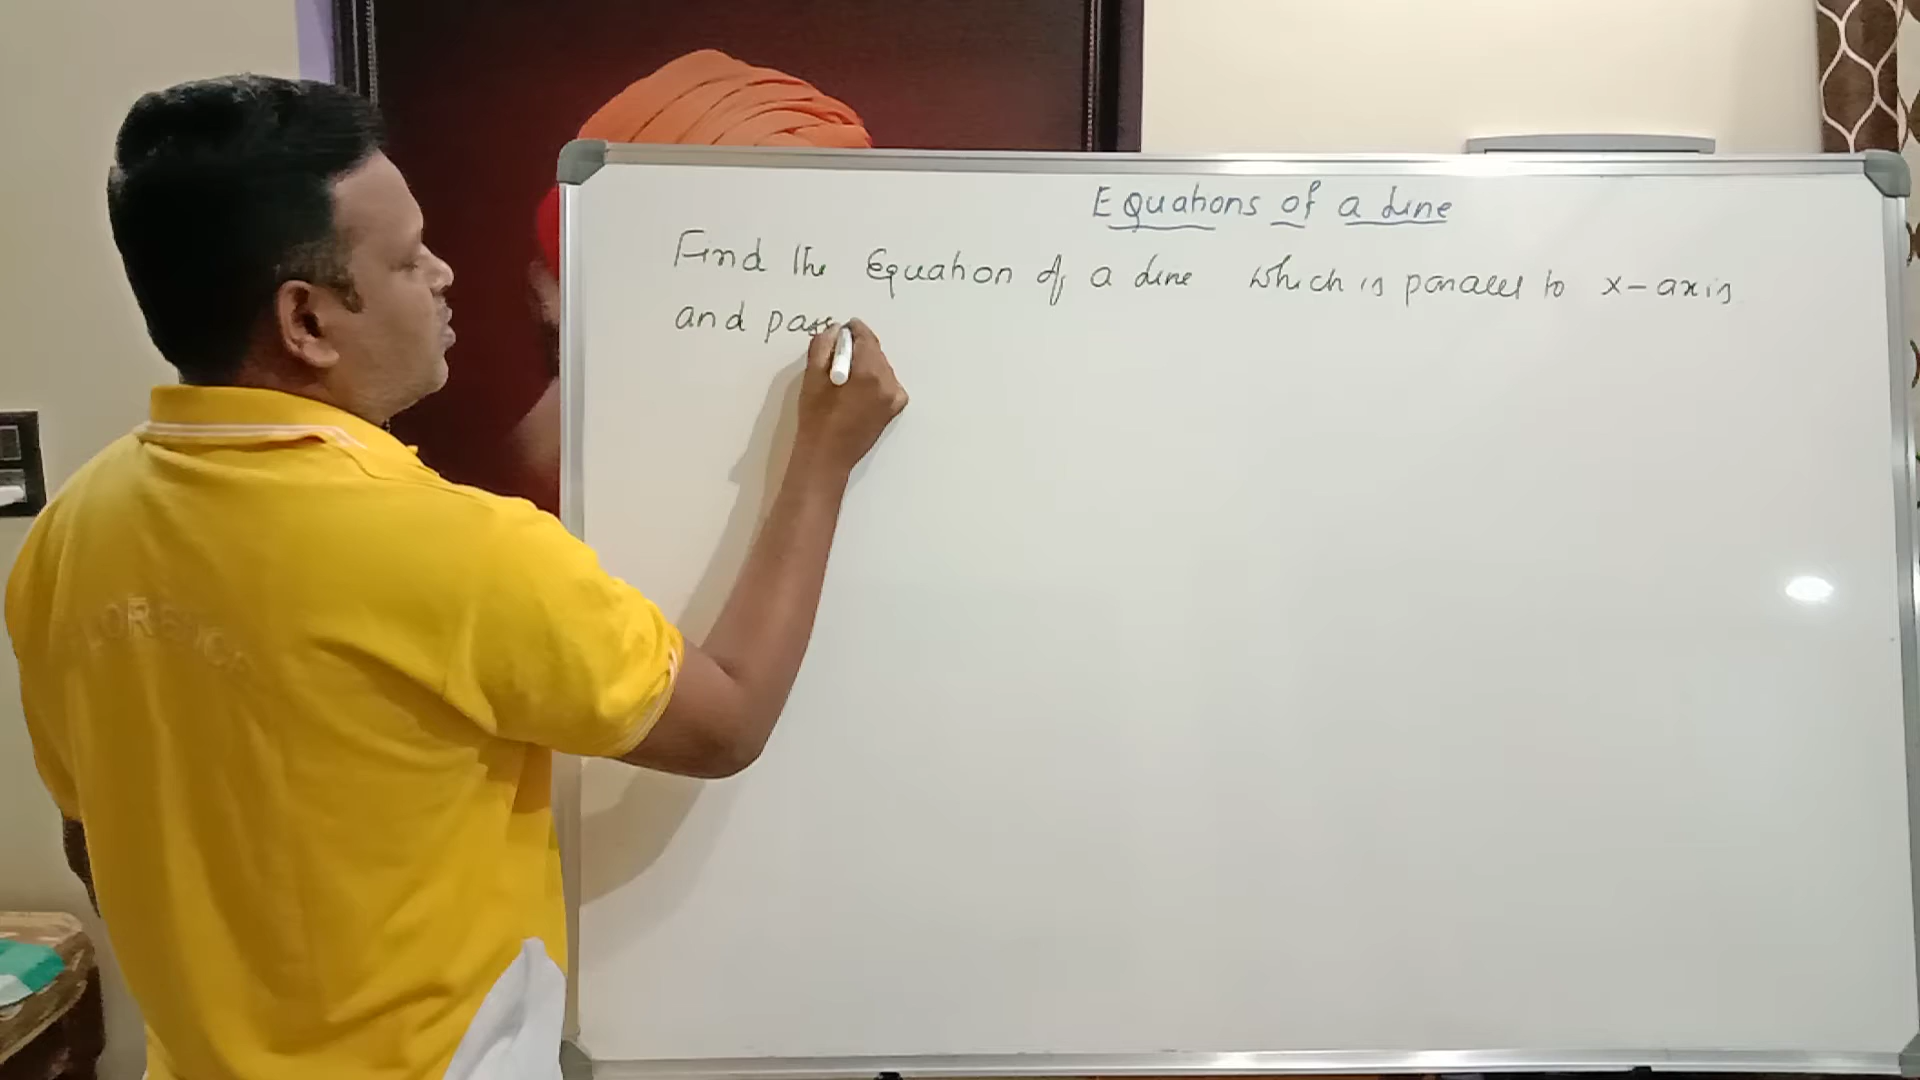 Equations of a Line
Find the Equation of a line which is parallel to x-axis
and pass